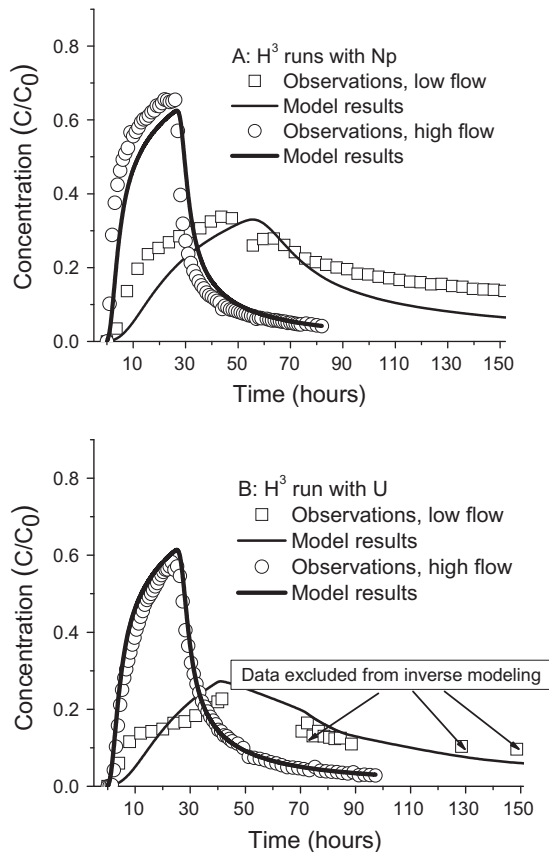 0.8
0.6
0.4
0.2
0.0
Concentration (C/C0)
A: H³ runs with Np
Observations, low flow
Model results
Observations, high flow
Model results
10 30 50 70 90 110 130 150
Time (hours)
0.8
0.6
0.4
0.2
0.0
Concentration (C/C0)
B: H³ run with U
Observations, low flow
Model results
Observations, high flow
Model results
Data excluded from inverse modeling
10 30 50 70 90 110 130 150
Time (hours)